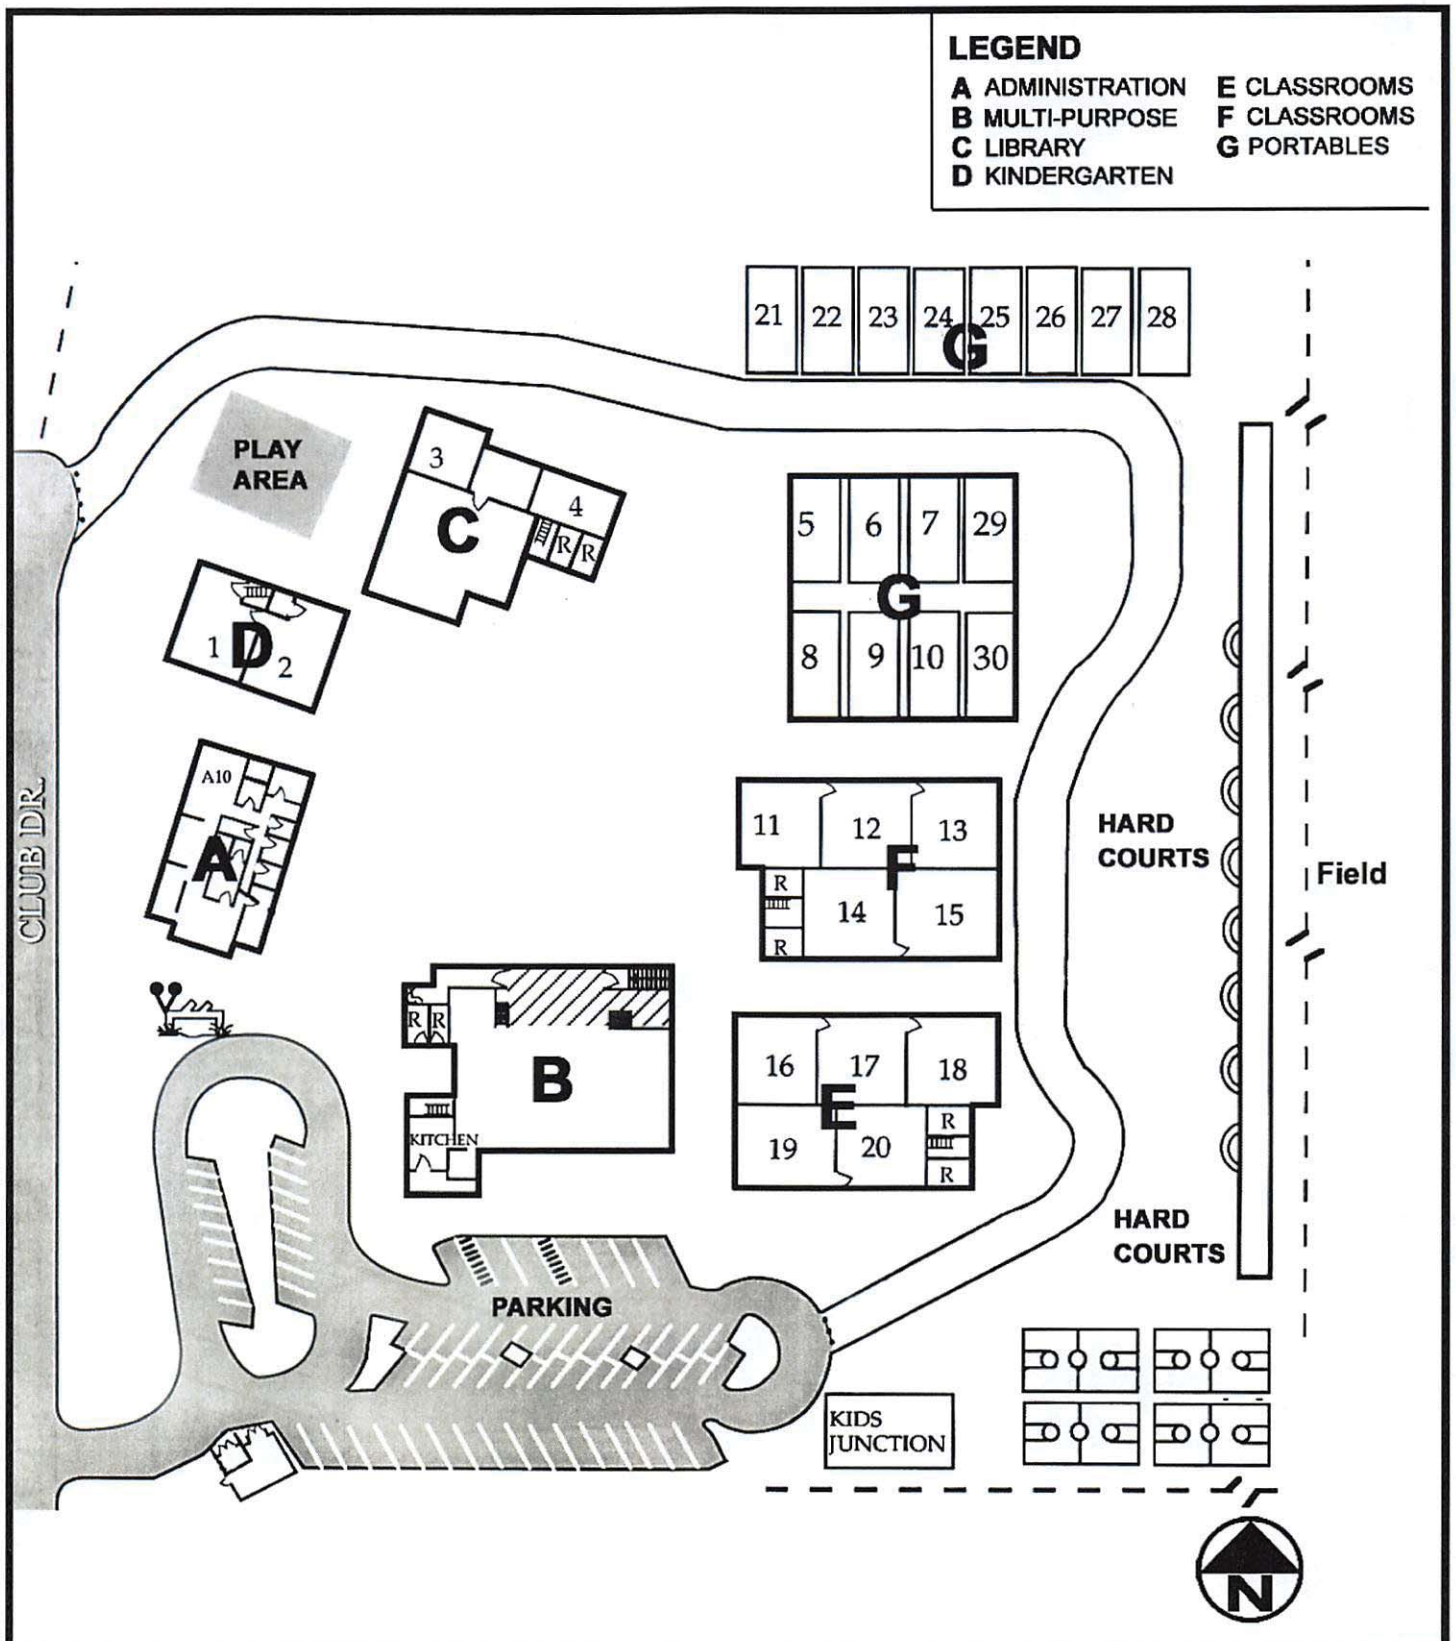 LEGEND
A ADMINISTRATION
B MULTI-PURPOSE
C LIBRARY
D KINDERGARTEN
E CLASSROOMS
F CLASSROOMS
G PORTABLES
21 22 23 24 25 26 27 28
G
PLAY
AREA
3
4
C
R R
5 6 7 29
G
8 9 10 30
1 D 2
A10
A
CLUB DR.
11 12 13
F
R
14 15
R
HARD
COURTS
Field
R R
B
KITCHEN
16 17 18
E
19 20
R
R
HARD
COURTS
PARKING
KIDS
JUNCTION
N